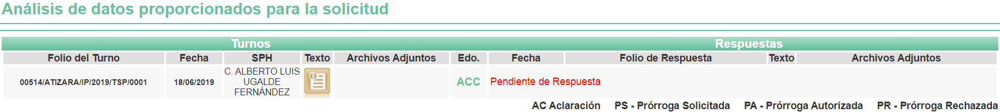 Análisis de datos proporcionados para la solicitud
Turnos Respuestas
Folio del Turno Fecha SPH Texto Archivos Adjuntos Edo. Fecha Folio de Respuesta Texto Archivos Adjuntos
00514/ATIZARA/IP/2019/TSP/0001 18/06/2019 C. ALBERTO LUIS
UGALDE
FERNÁNDEZ ACC Pendiente de Respuesta
AC Aclaración PS - Prórroga Solicitada PA - Prórroga Autorizada PR - Prórroga Rechazada